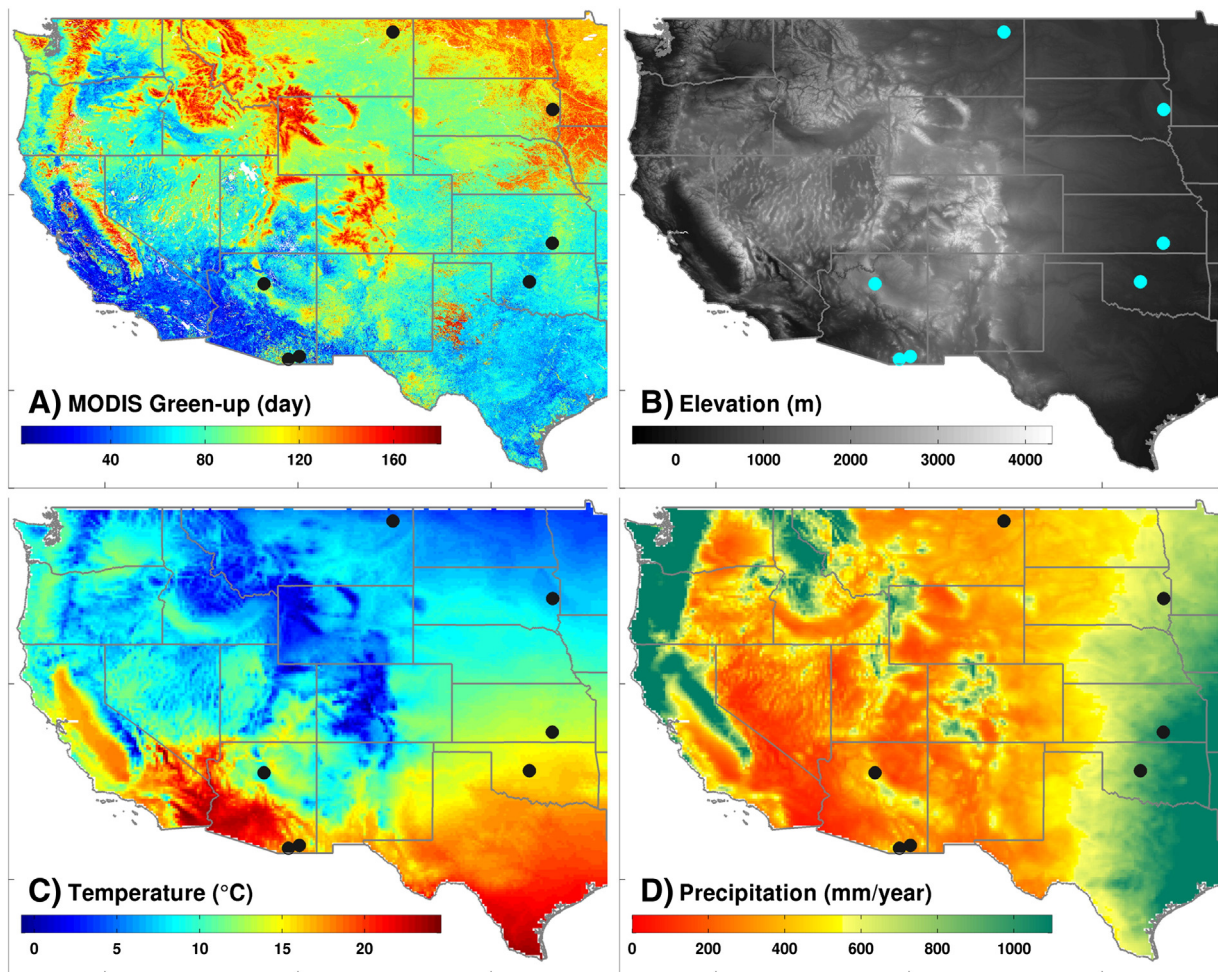 A) MODIS Green-up (day)
40 80 120 160
B) Elevation (m)
0 1000 2000 3000 4000
C) Temperature (°C)
0 5 10 15 20
D) Precipitation (mm/year)
0 200 400 600 800 1000